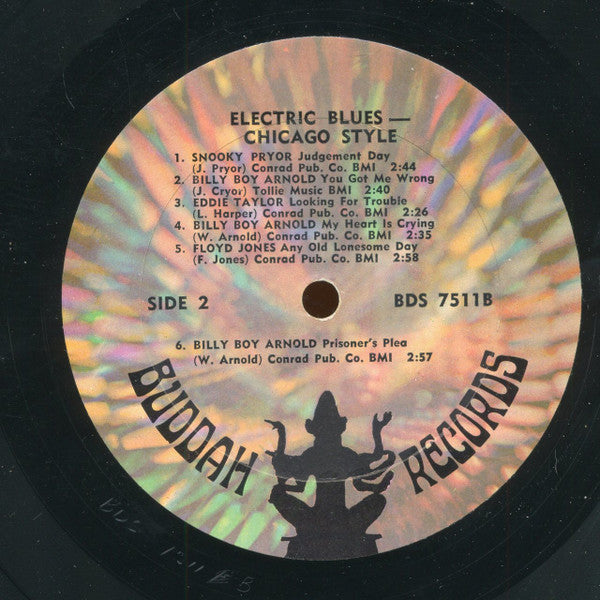 ELECTRIC BLUES —
CHICAGO STYLE
1. SNOOKY PRYOR Judgement Day
(J. Pryor) Conrad Pub. Co. BMI 2:44
2. BILLY BOY ARNOLD You Got Me Wrong
(J. Cryor) Tollie Music BMI 2:40
3. EDDIE TAYLOR Looking For Trouble
(L. Harper) Conrad Pub. Co. BMI 2:26
4. BILLY BOY ARNOLD My Heart Is Crying
(W. Arnold) Conrad Pub. Co. BMI 2:35
5. FLOYD JONES Any Old Lonesome Day
(F. Jones) Conrad Pub. Co. BMI 2:58
SIDE 2 BDS 7511B
6. BILLY BOY ARNOLD Prisoner's Plea
(W. Arnold) Conrad Pub. Co. BMI 2:57
BUDDAH RECORDS